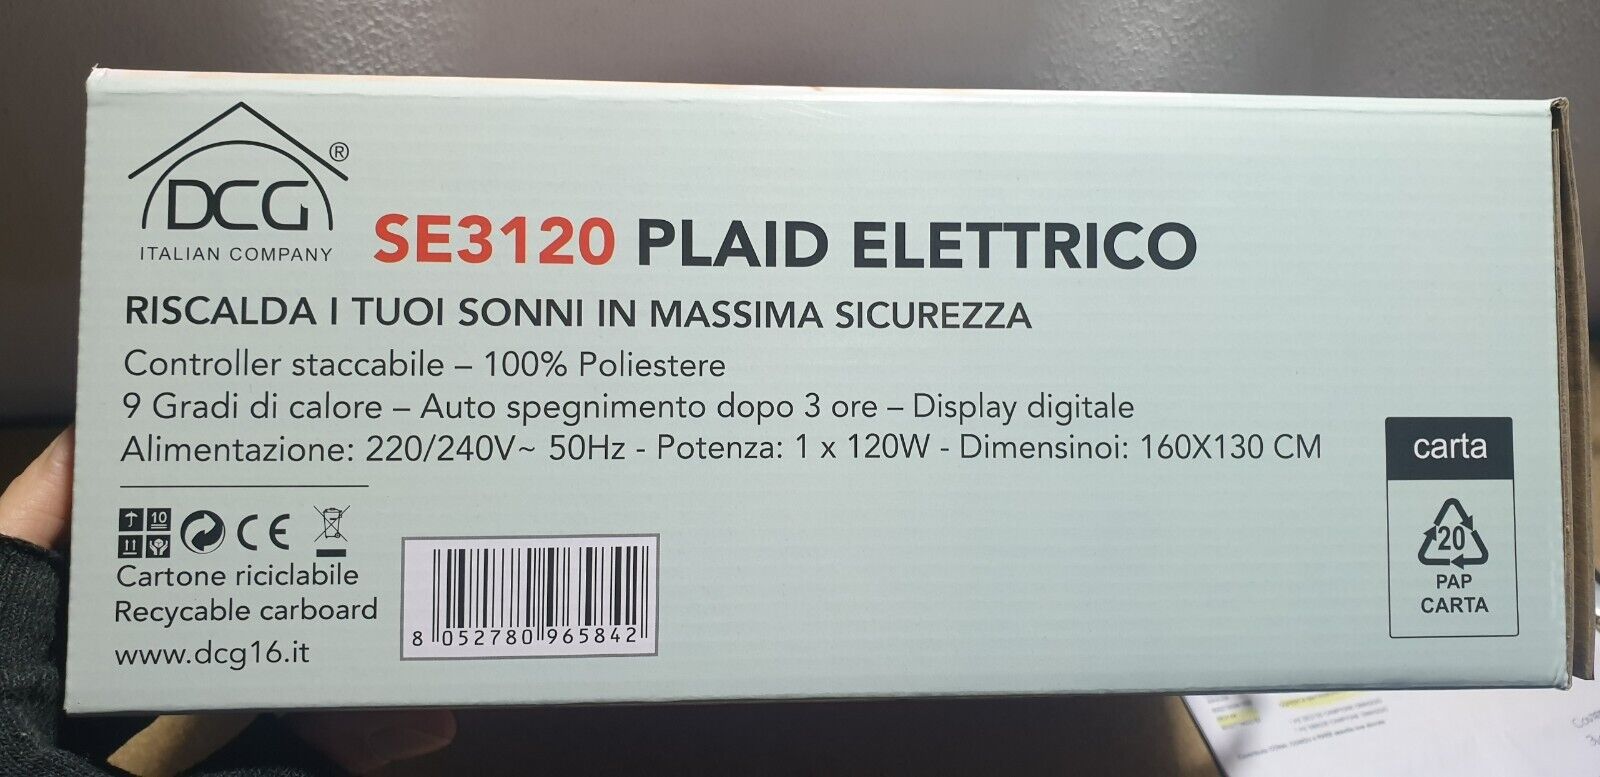 DCG®
ITALIAN COMPANY
SE3120 PLAID ELETTRICO
RISCALDA I TUOI SONNI IN MASSIMA SICUREZZA
Controller staccabile – 100% Poliestere
9 Gradi di calore – Auto spegnimento dopo 3 ore – Display digitale
Alimentazione: 220/240V~ 50Hz - Potenza: 1 x 120W - Dimensinoi: 160X130 CM
10
CE
Cartone riciclabile
Recycable carboard
www.dcg16.it
8 052780 965842
carta
20
PAP
CARTA